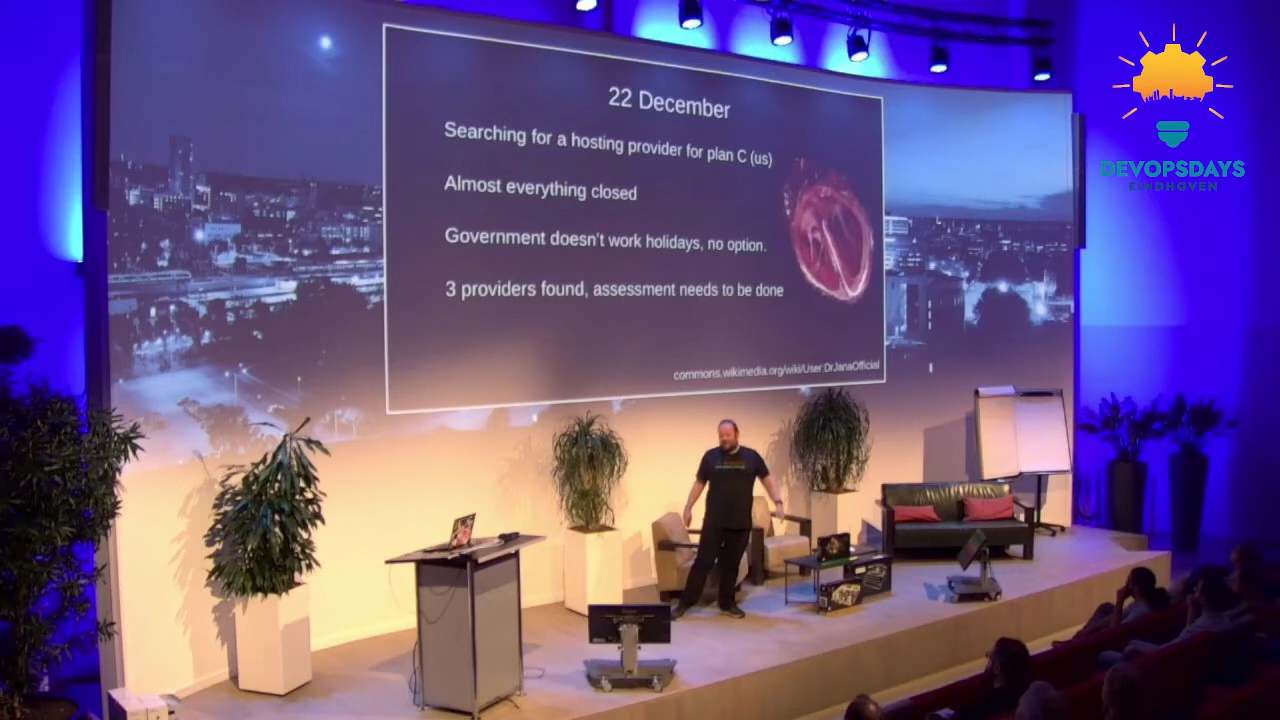 22 December
Searching for a hosting provider for plan C (us)
Almost everything closed
Government doesn't work holidays, no option.
3 providers found, assessment needs to be done
commons.wikimedia.org/wiki/User:DrJanaOfficial
DEVOPSDAYS
EINDHOVEN